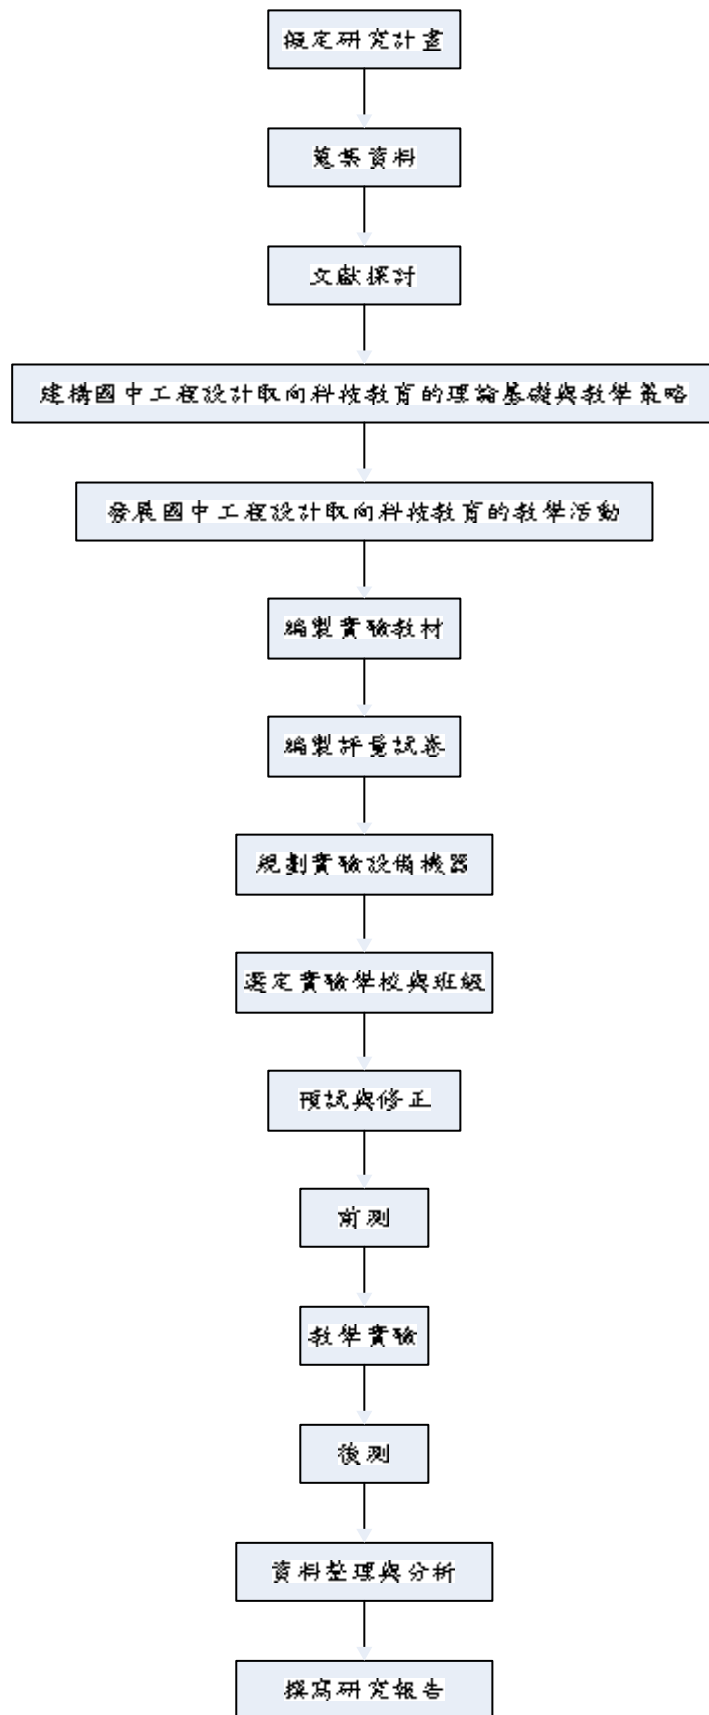 擬定研究計畫
蒐集資料
文獻探討
建構國中工程設計取向科技教育的理論基礎與教學策略
發展國中工程設計取向科技教育的教學活動
編製實驗教材
編製評量試卷
規劃實驗設備機器
選定實驗學校與班級
預試與修正
前測
教學實驗
後測
資料整理與分析
撰寫研究報告